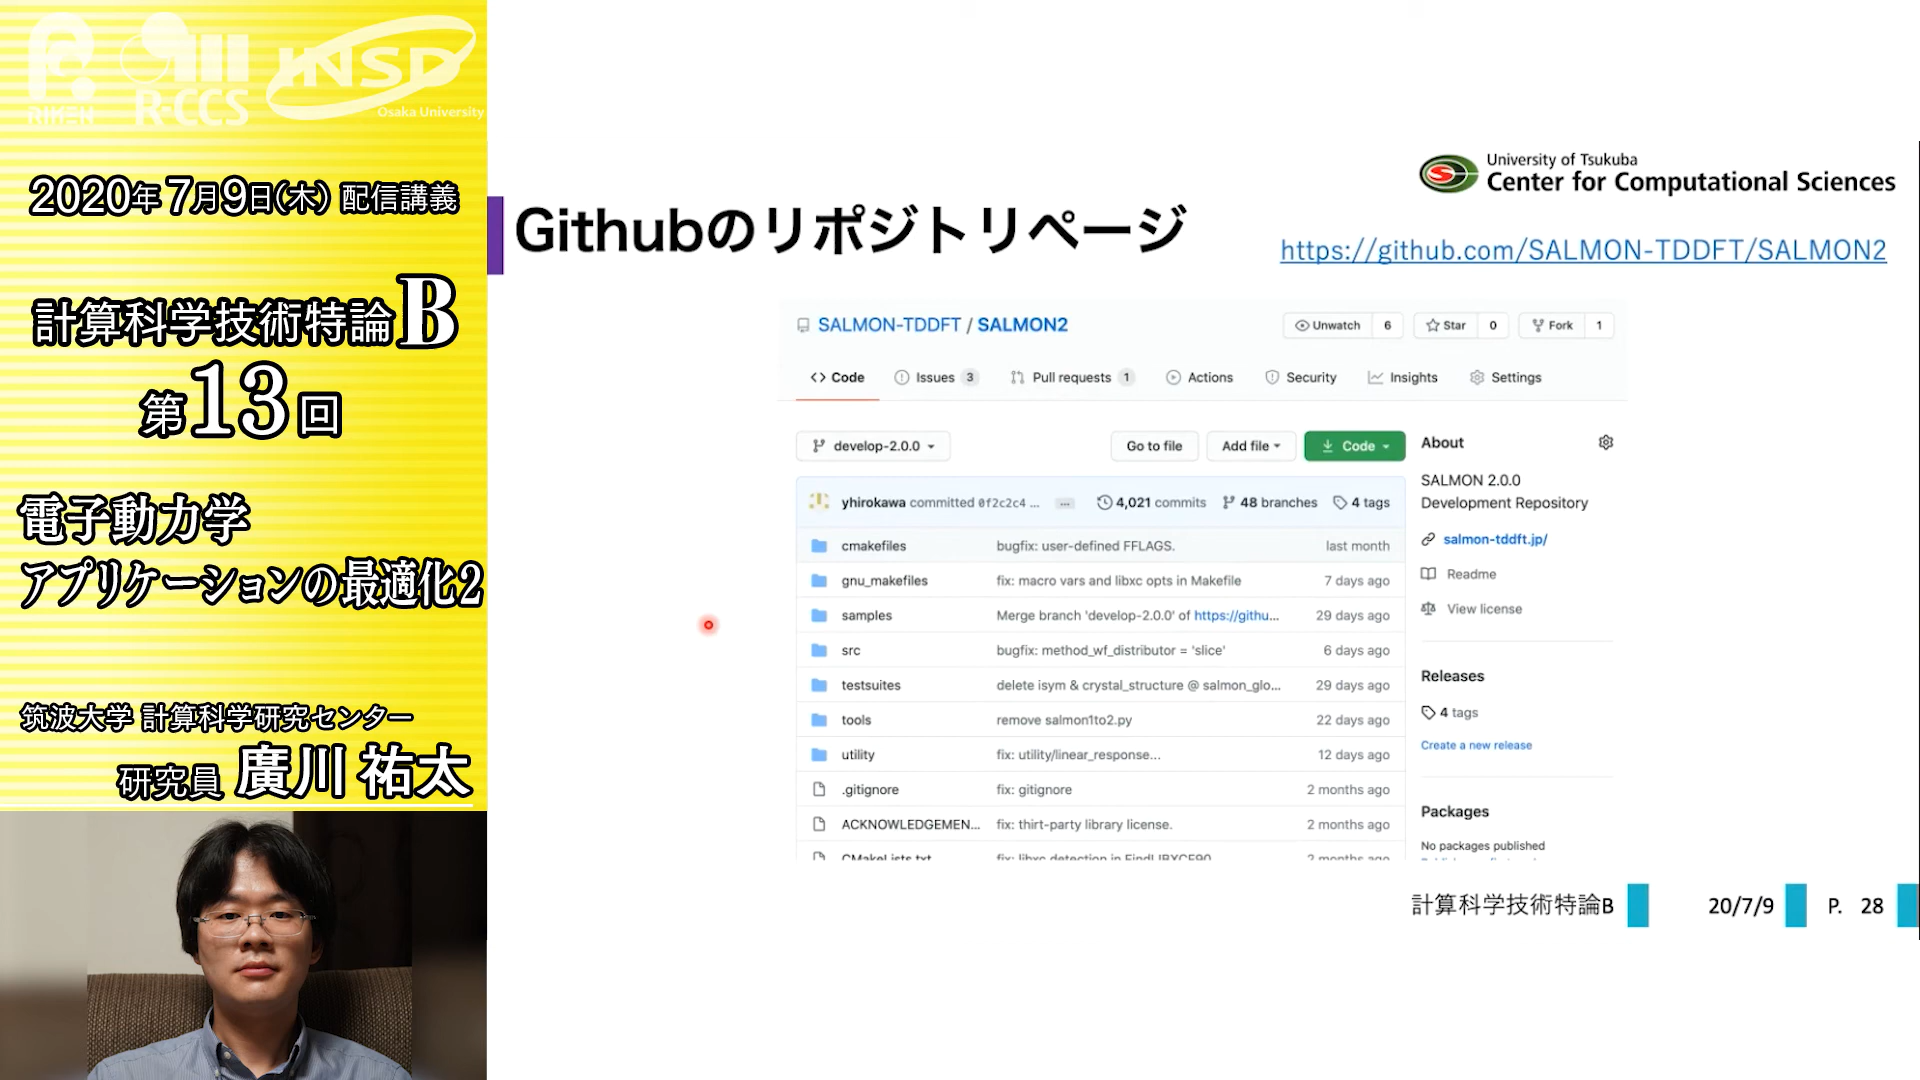 RIKEN
R-CCS
INSD
Osaka University
2020年7月9日(木) 配信講義
計算科学技術特論B
第13回
電子動力学
アプリケーションの最適化2
筑波大学 計算科学研究センター
研究員 廣川 祐太
University of Tsukuba
Center for Computational Sciences
Githubのリポジトリページ
https://github.com/SALMON-TDDFT/SALMON2
SALMON-TDDFT / SALMON2
Unwatch 6 Star 0 Fork 1
Code Issues 3 Pull requests 1 Actions Security Insights Settings
develop-2.0.0 Go to file Add file Code
yhirokawa committed 0f2c2c4 ... 4,021 commits 48 branches 4 tags
cmakefiles bugfix: user-defined FFLAGS. last month
gnu_makefiles fix: macro vars and libxc opts in Makefile 7 days ago
samples Merge branch 'develop-2.0.0' of https://githu... 29 days ago
src bugfix: method_wf_distributor = 'slice' 6 days ago
testsuites delete isym & crystal_structure @ salmon_glo... 29 days ago
tools remove salmon1to2.py 22 days ago
utility fix: utility/linear_response... 12 days ago
.gitignore fix: gitignore 2 months ago
ACKNOWLEDGEMEN... fix: thirt-party library license. 2 months ago
CMakeLists.txt fix: libxc detection in FindLIBXCF90 2 months ago
About
SALMON 2.0.0
Development Repository
salmon-tddft.jp/
Readme
View license
Releases
4 tags
Create a new release
Packages
No packages published
計算科学技術特論B 20/7/9 P. 28